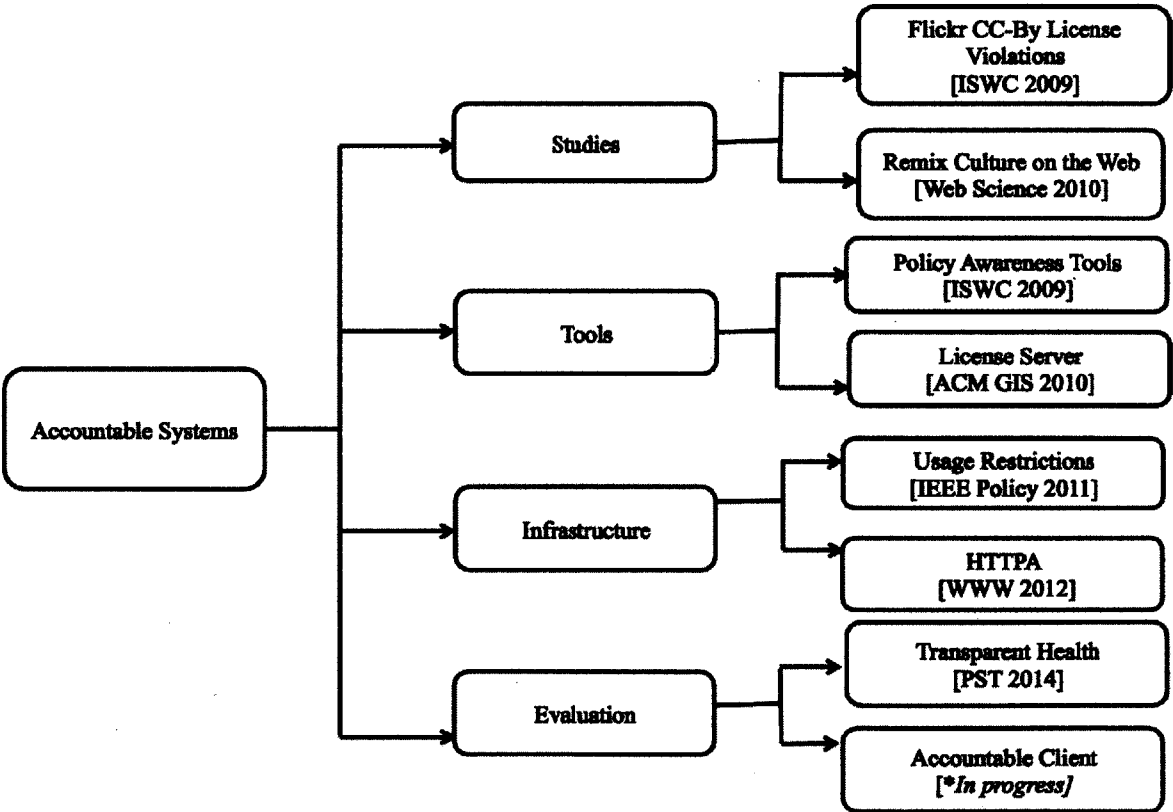 Flickr CC-By License
Violations
[ISWC 2009]
Studies
Remix Culture on the Web
[Web Science 2010]
Policy Awareness Tools
[ISWC 2009]
Tools
License Server
[ACM GIS 2010]
Accountable Systems
Usage Restrictions
[IEEE Policy 2011]
Infrastructure
HTTPA
[WWW 2012]
Transparent Health
[PST 2014]
Evaluation
Accountable Client
[*In progress]